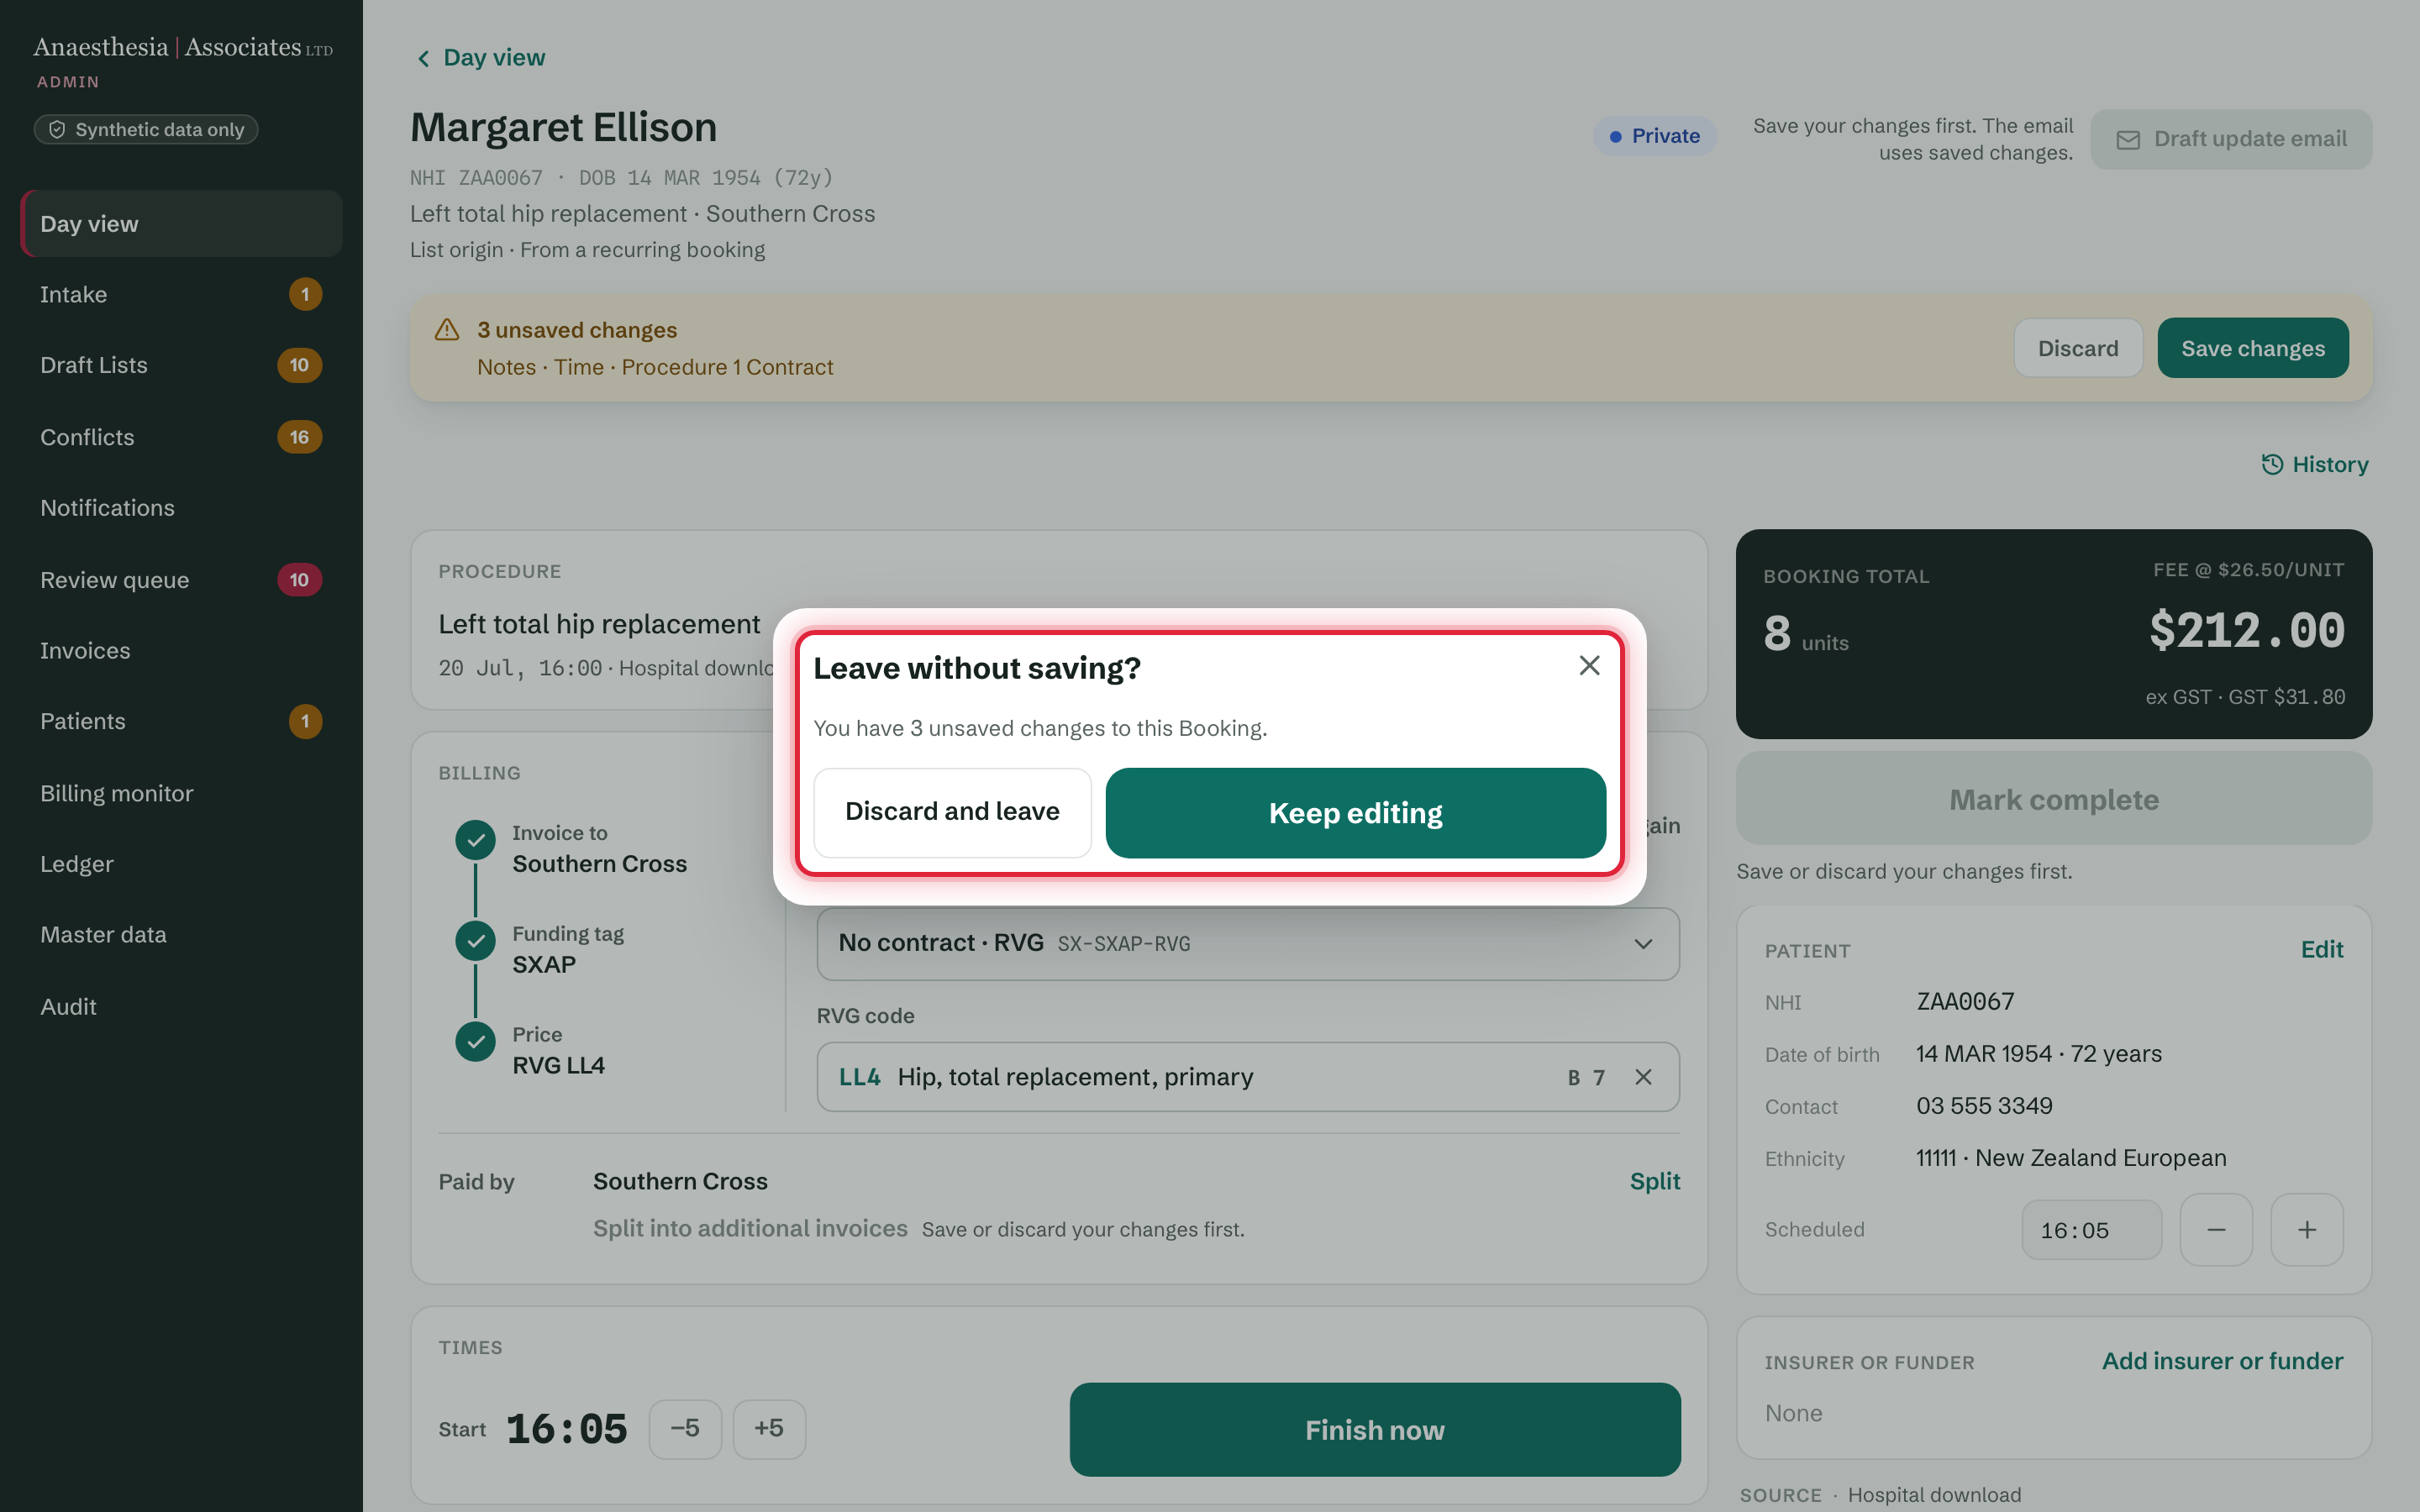 Anaesthesia | Associates LTD
ADMIN
Synthetic data only
Day view
Intake 1
Draft Lists 10
Conflicts 16
Notifications
Review queue 10
Invoices
Patients 1
Billing monitor
Ledger
Master data
Audit
Day view
Margaret Ellison
NHI ZAA0067 · DOB 14 MAR 1954 (72y)
Left total hip replacement · Southern Cross
List origin · From a recurring booking
Private
Save your changes first. The email
uses saved changes.
Draft update email
3 unsaved changes
Notes · Time · Procedure 1 Contract
Discard
Save changes
History
PROCEDURE
Left total hip replacement
20 Jul, 16:00 · Hospital downlo
Leave without saving?
You have 3 unsaved changes to this Booking.
Discard and leave
Keep editing
BILLING
Invoice to
Southern Cross
Funding tag
SXAP
Price
RVG LL4
No contract · RVG SX-SXAP-RVG
RVG code
LL4 Hip, total replacement, primary B 7
Paid by Southern Cross Split
Split into additional invoices Save or discard your changes first.
TIMES
Start 16:05 −5 +5
Finish now
BOOKING TOTAL FEE @ $26.50/UNIT
8 units $212.00
ex GST · GST $31.80
Mark complete
Save or discard your changes first.
PATIENT Edit
NHI ZAA0067
Date of birth 14 MAR 1954 · 72 years
Contact 03 555 3349
Ethnicity 11111 · New Zealand European
Scheduled 16:05 − +
INSURER OR FUNDER Add insurer or funder
None
SOURCE · Hospital download